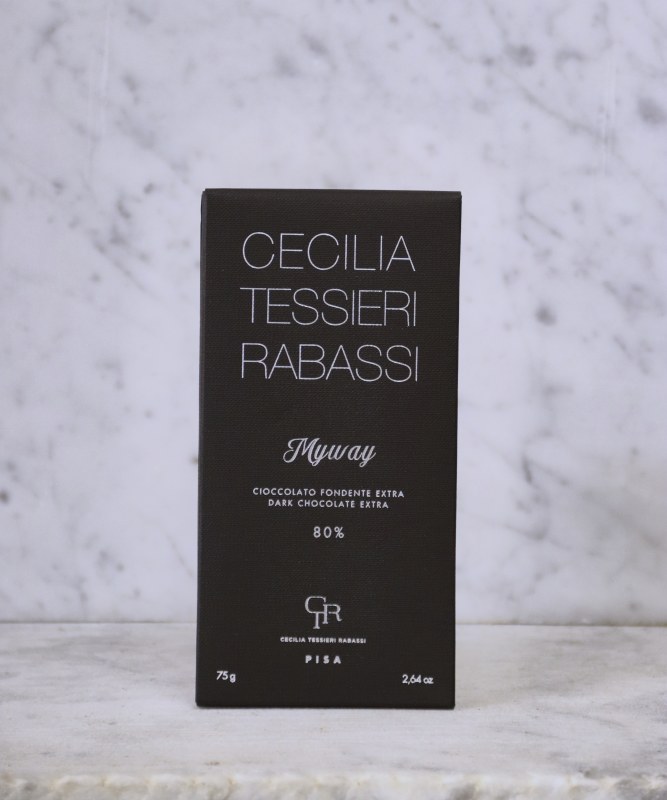 CECILIA
TESSIERI
RABASSI
Myway
CIOCCOLATO FONDENTE EXTRA
DARK CHOCOLATE EXTRA
80%
CTR
CECILIA TESSIERI RABASSI
PISA
75g 2,64 oz